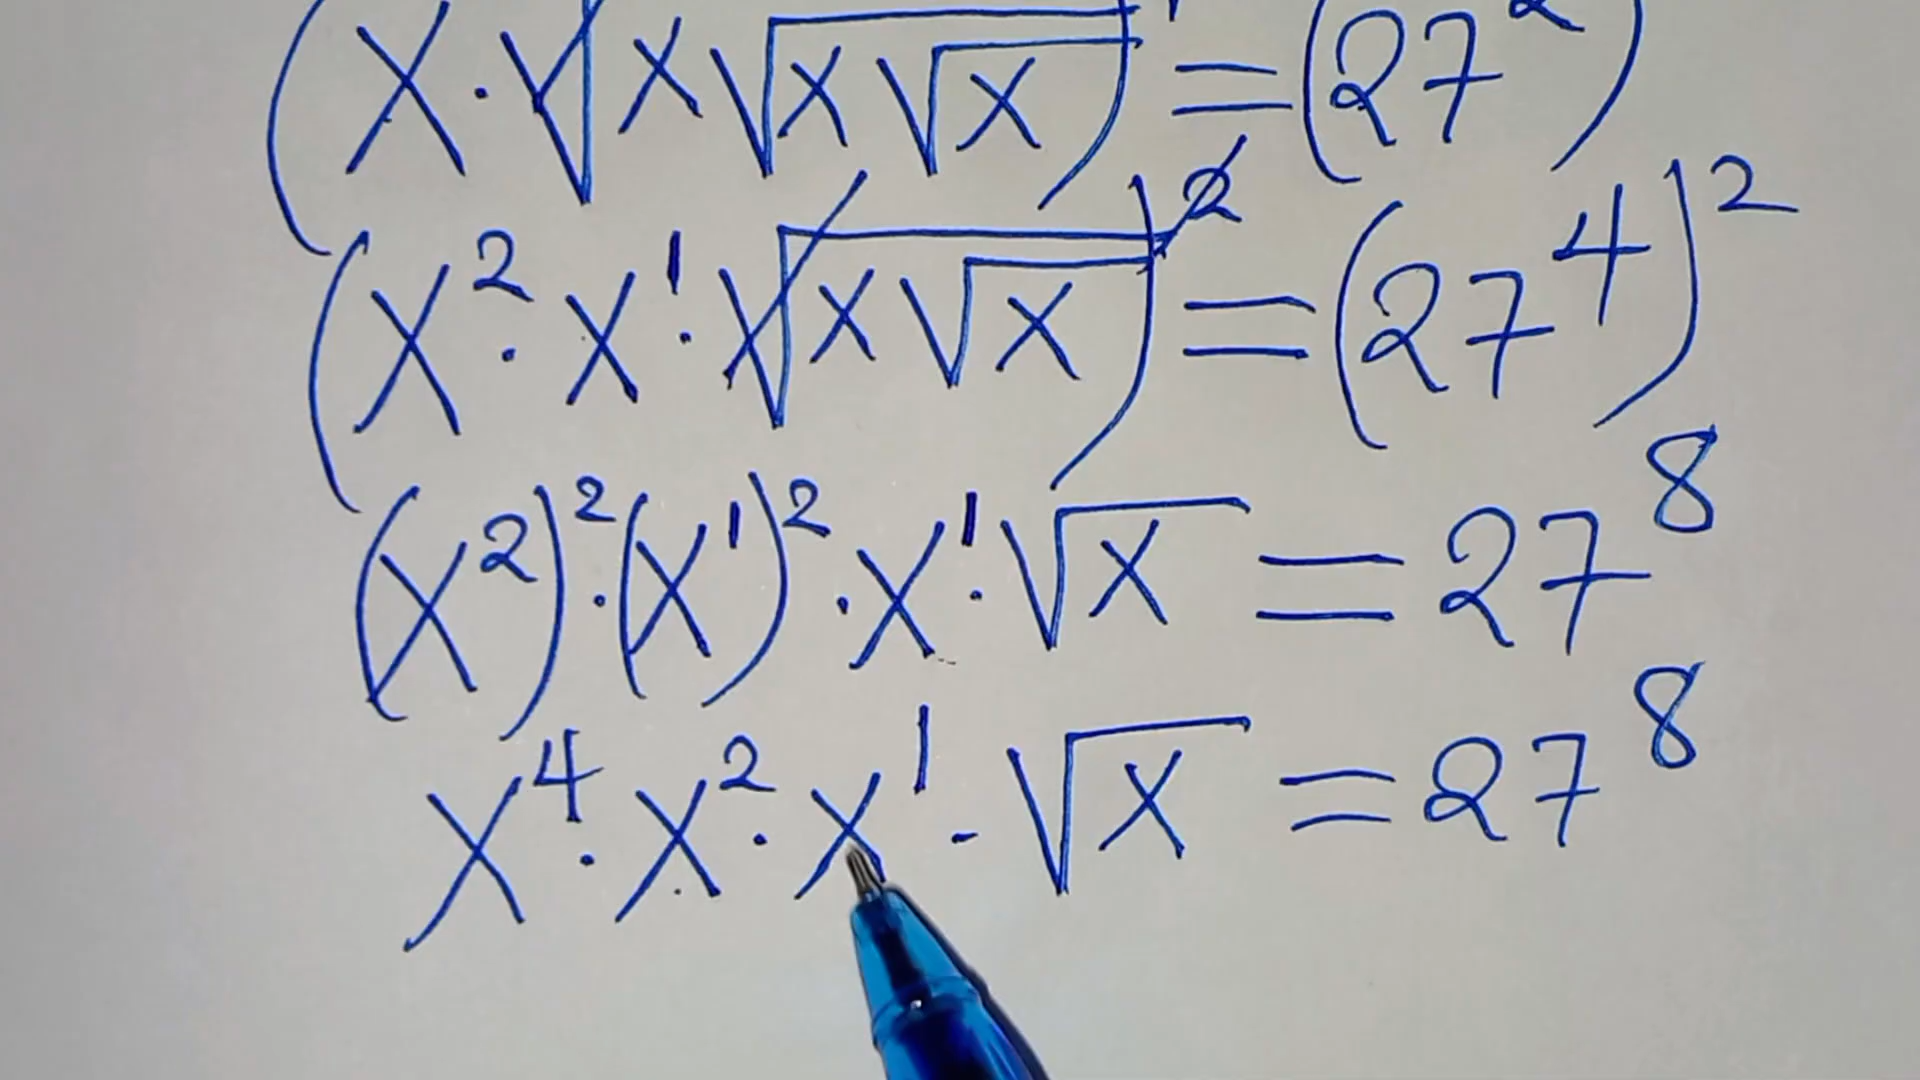 (x · √(x√(x√x)))² = (27²)
(x² · x¹ · √(x√x))² = (27⁴)²
(x²)² · (x¹)² · x¹ · √x = 27⁸
x⁴ · x² · x¹ · √x = 27⁸